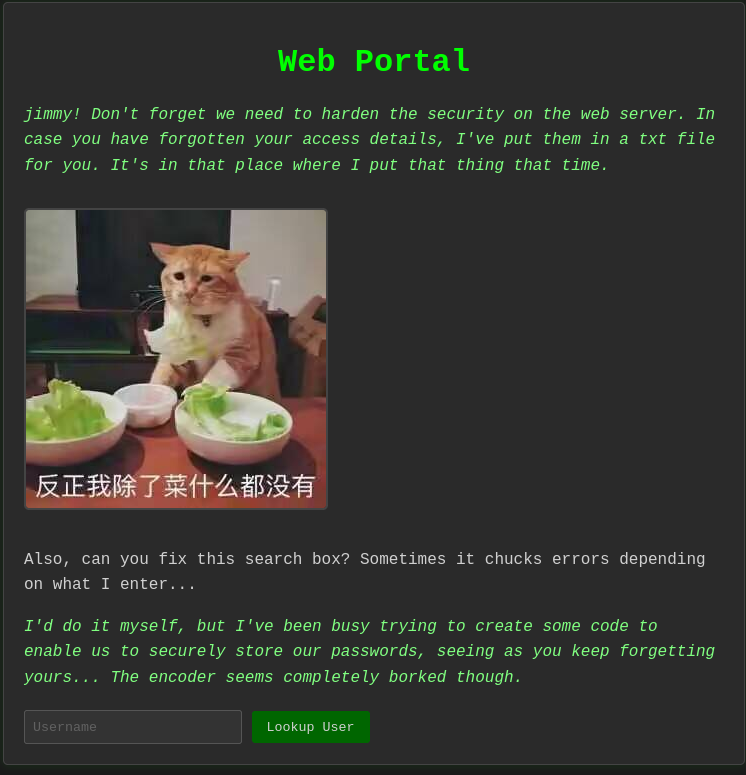 Web Portal
jimmy! Don't forget we need to harden the security on the web server. In
case you have forgotten your access details, I've put them in a txt file
for you. It's in that place where I put that thing that time.
反正我除了菜什么都没有
Also, can you fix this search box? Sometimes it chucks errors depending
on what I enter...
I'd do it myself, but I've been busy trying to create some code to
enable us to securely store our passwords, seeing as you keep forgetting
yours... The encoder seems completely borked though.
Username
Lookup User